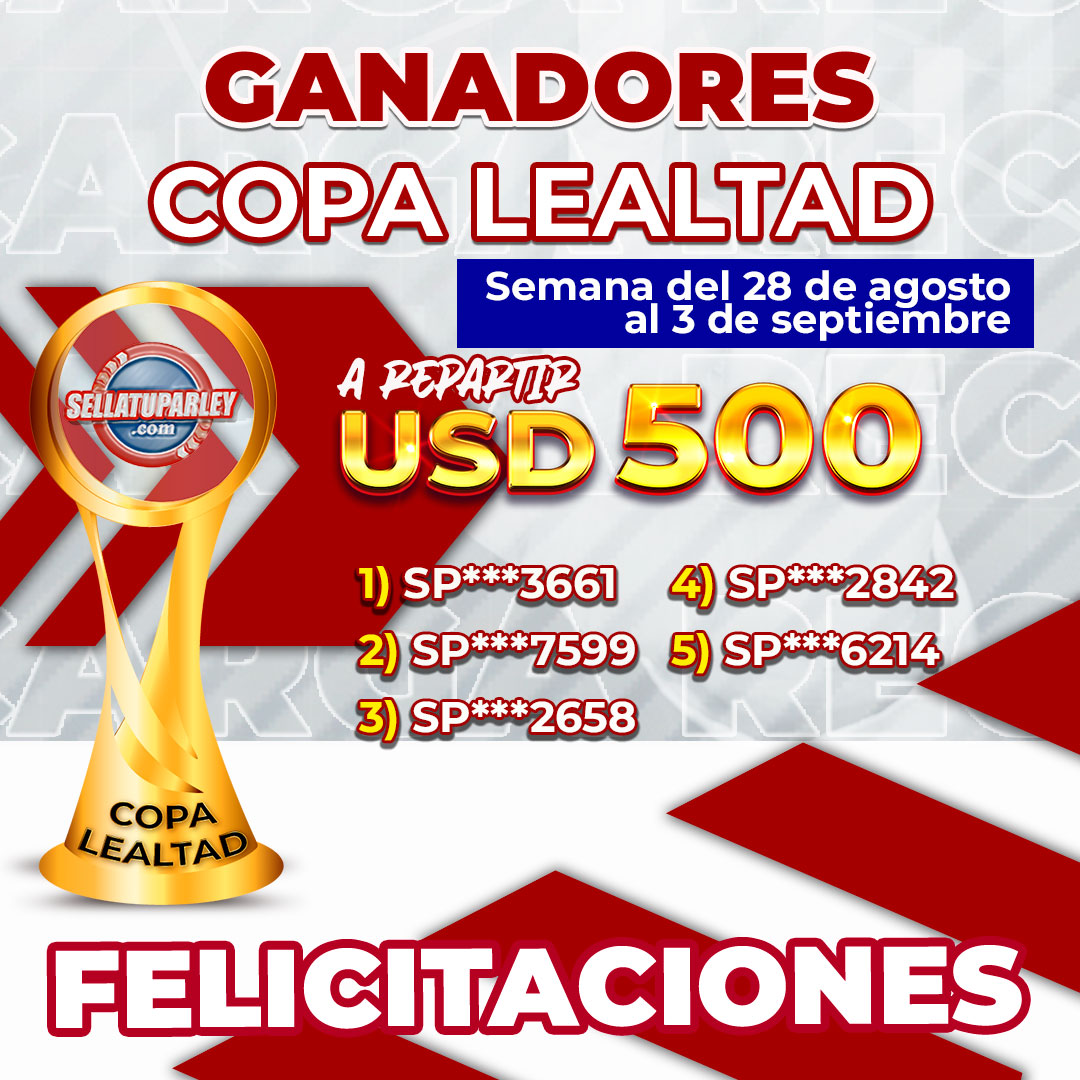 GANADORES
COPA LEALTAD
Semana del 28 de agosto
al 3 de septiembre
SELLATUPARLEY
.com
A REPARTIR
USD 500
1) SP***3661
2) SP***7599
3) SP***2658
4) SP***2842
5) SP***6214
COPA
LEALTAD
FELICITACIONES